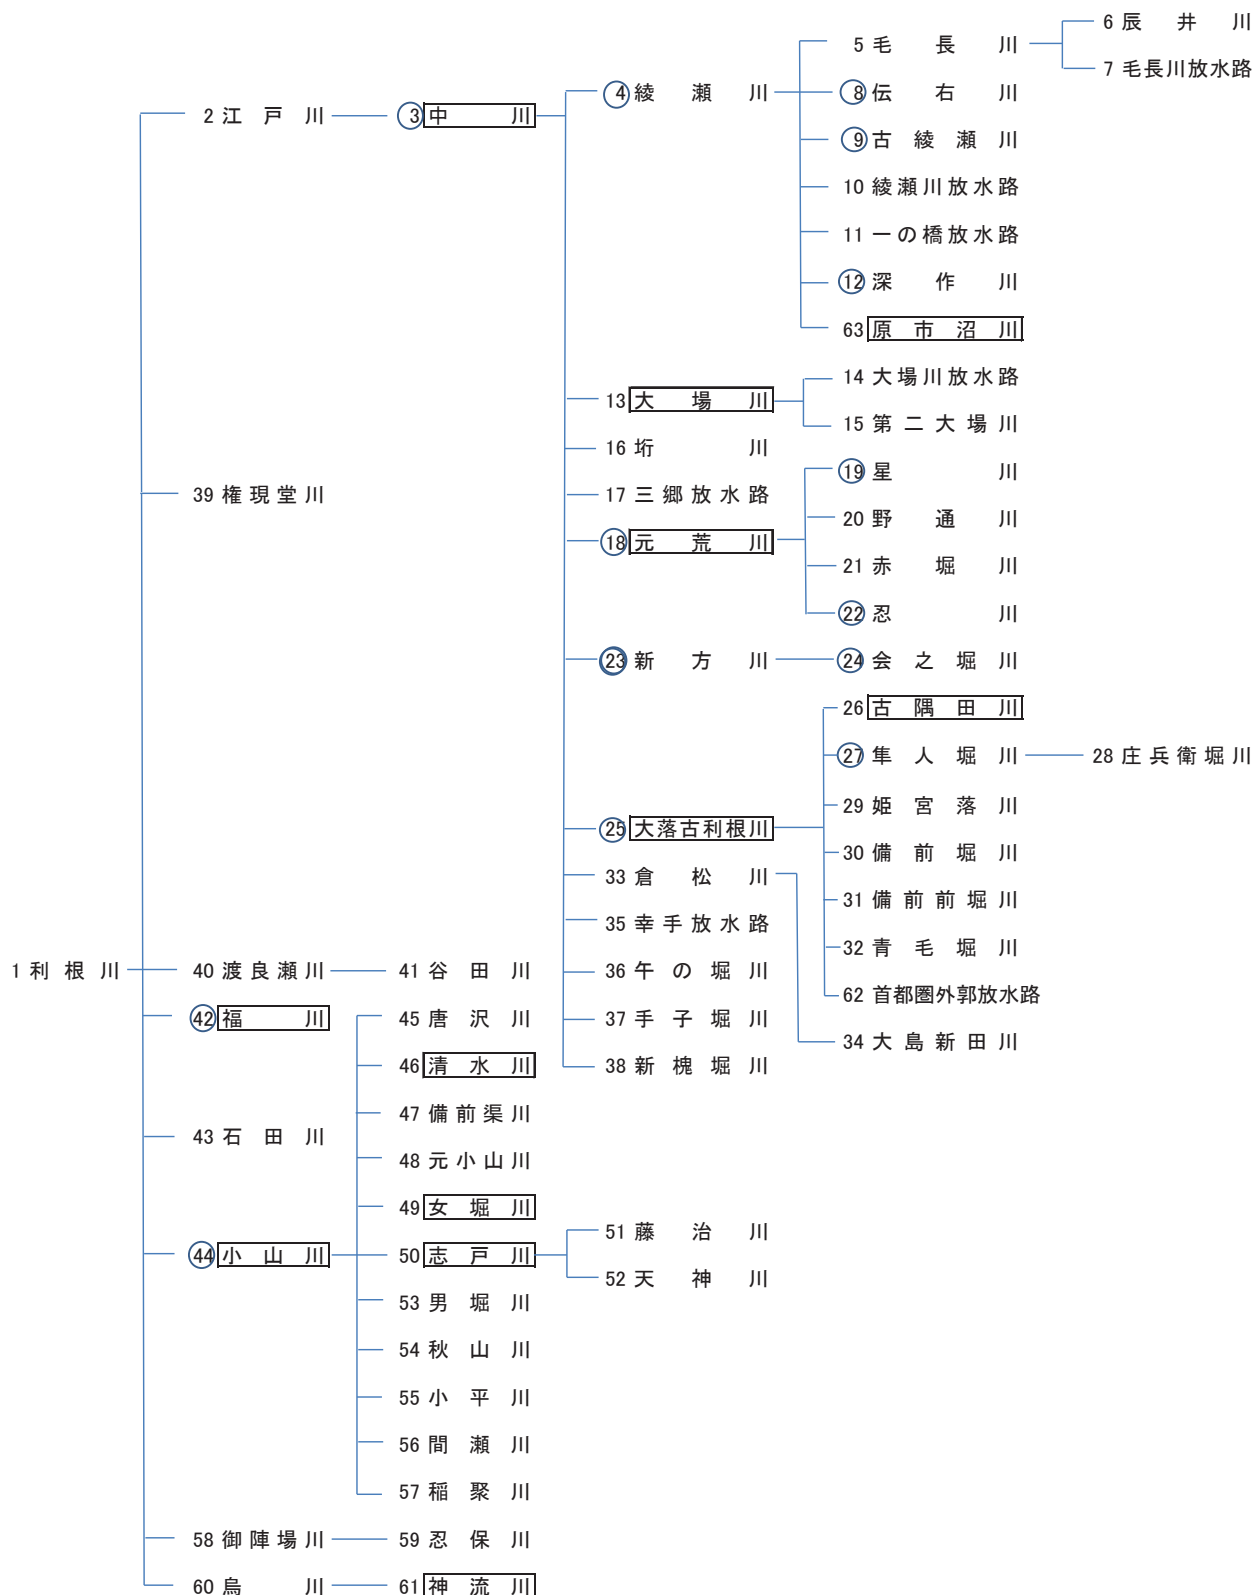 6 辰井川
5 毛長川
7 毛長川放水路
4 綾瀬川
8 伝右川
2 江戸川
3 中川
9 古綾瀬川
10 綾瀬川放水路
11 一の橋放水路
12 深作川
63 原市沼川
14 大場川放水路
13 大場川
15 第二大場川
16 垳川
19 星川
39 権現堂川
17 三郷放水路
20 野通川
18 元荒川
21 赤堀川
22 忍川
23 新方川
24 会之堀川
26 古隅田川
27 隼人堀川
28 庄兵衛堀川
29 姫宮落川
25 大落古利根川
30 備前堀川
33 倉松川
31 備前前堀川
35 幸手放水路
32 青毛堀川
1 利根川
40 渡良瀬川
41 谷田川
36 午の堀川
62 首都圏外郭放水路
42 福川
45 唐沢川
37 手子堀川
34 大島新田川
46 清水川
38 新槐堀川
47 備前渠川
43 石田川
48 元小山川
49 女堀川
51 藤治川
44 小山川
50 志戸川
52 天神川
53 男堀川
54 秋山川
55 小平川
56 間瀬川
57 稲聚川
58 御陣場川
59 忍保川
60 烏川
61 神流川